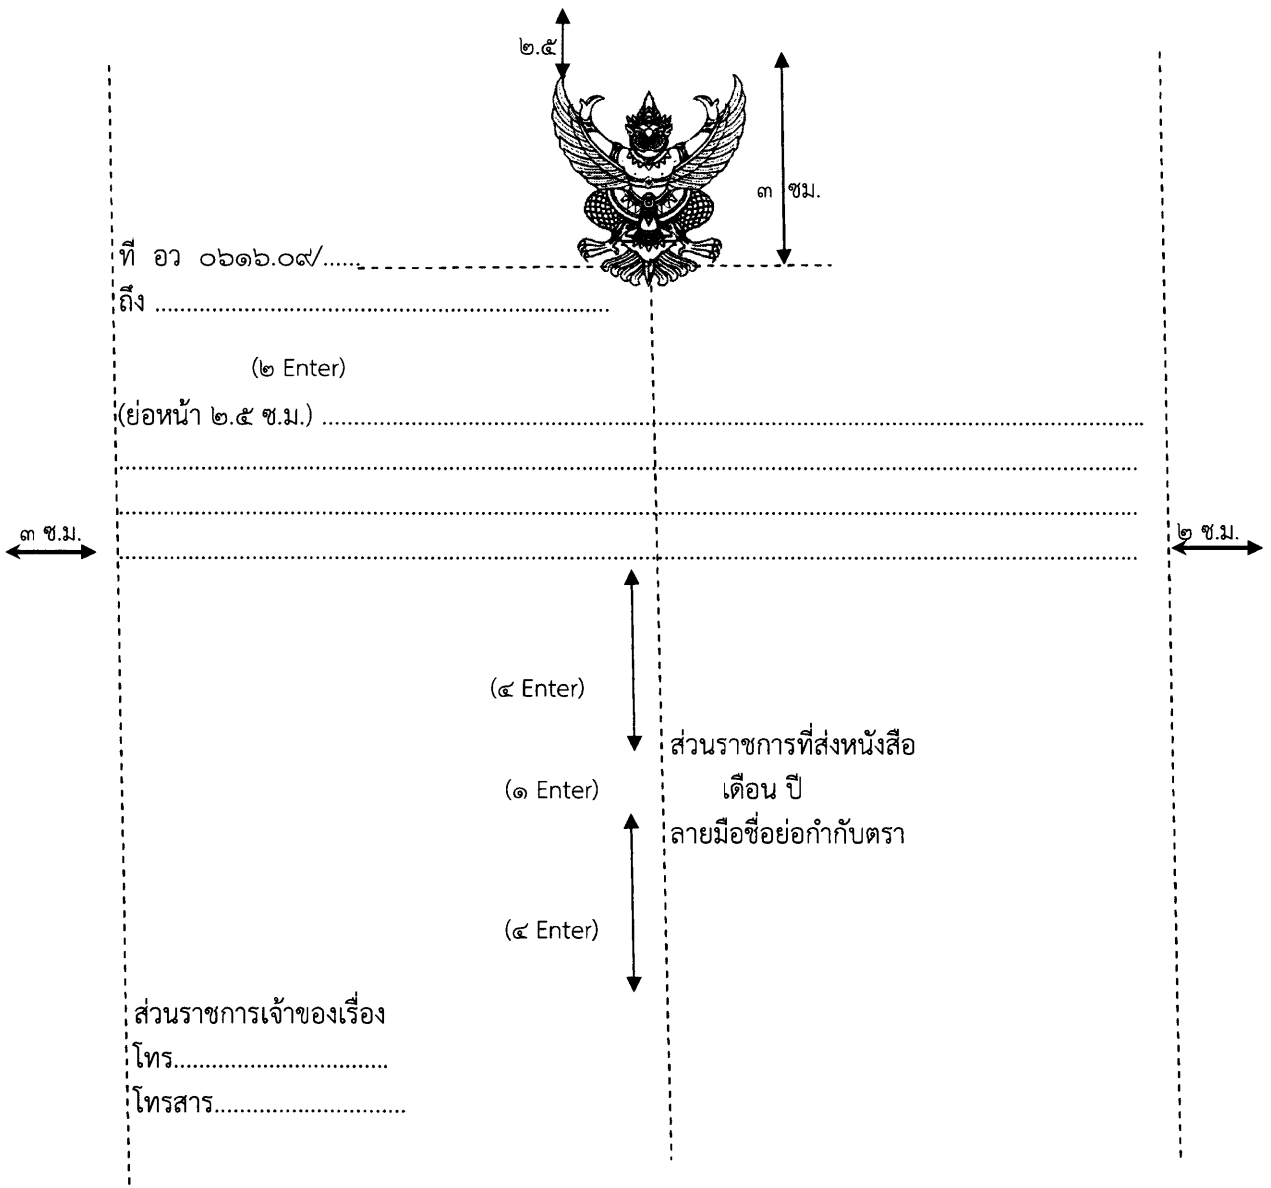 ๒.๕
๓ ซม.
ที่ อว ๐๖๑๖.๐๙/......
ถึง ........................................................................
(๒ Enter)
(ย่อหน้า ๒.๕ ซ.ม.) ........................................................................
........................................................................
........................................................................
๓ ซ.ม.
๒ ซ.ม.
........................................................................
(๔ Enter)
ส่วนราชการที่ส่งหนังสือ
(๑ Enter) เดือน ปี
ลายมือชื่อย่อกำกับตรา
(๔ Enter)
ส่วนราชการเจ้าของเรื่อง
โทร..................................
โทรสาร..............................